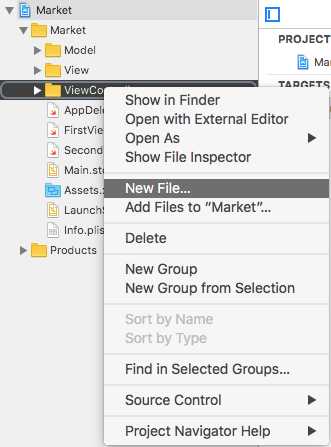 Market
Market
Model
View
ViewCo
AppDele
FirstVie
Second
Main.sto
Assets.x
LaunchS
Info.plis
Products
PROJEC
Ma
TARGETS
Show in Finder
Open with External Editor
Open As
Show File Inspector
New File...
Add Files to “Market”...
Delete
New Group
New Group from Selection
Sort by Name
Sort by Type
Find in Selected Groups...
Source Control
Project Navigator Help